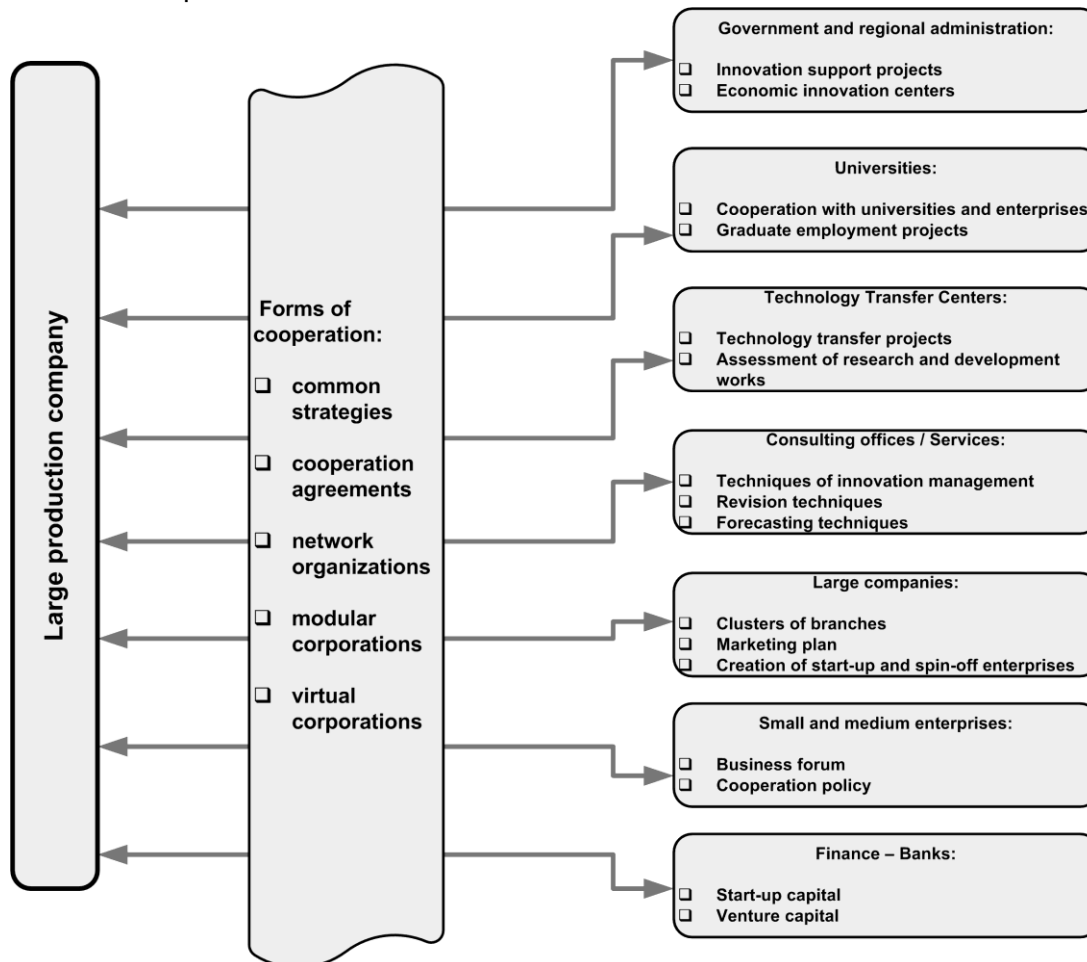 Large production company
Forms of
cooperation:
❑ common
strategies
❑ cooperation
agreements
❑ network
organizations
❑ modular
corporations
❑ virtual
corporations
Government and regional administration:
❑ Innovation support projects
❑ Economic innovation centers
Universities:
❑ Cooperation with universities and enterprises
❑ Graduate employment projects
Technology Transfer Centers:
❑ Technology transfer projects
❑ Assessment of research and development
works
Consulting offices / Services:
❑ Techniques of innovation management
❑ Revision techniques
❑ Forecasting techniques
Large companies:
❑ Clusters of branches
❑ Marketing plan
❑ Creation of start-up and spin-off enterprises
Small and medium enterprises:
❑ Business forum
❑ Cooperation policy
Finance – Banks:
❑ Start-up capital
❑ Venture capital